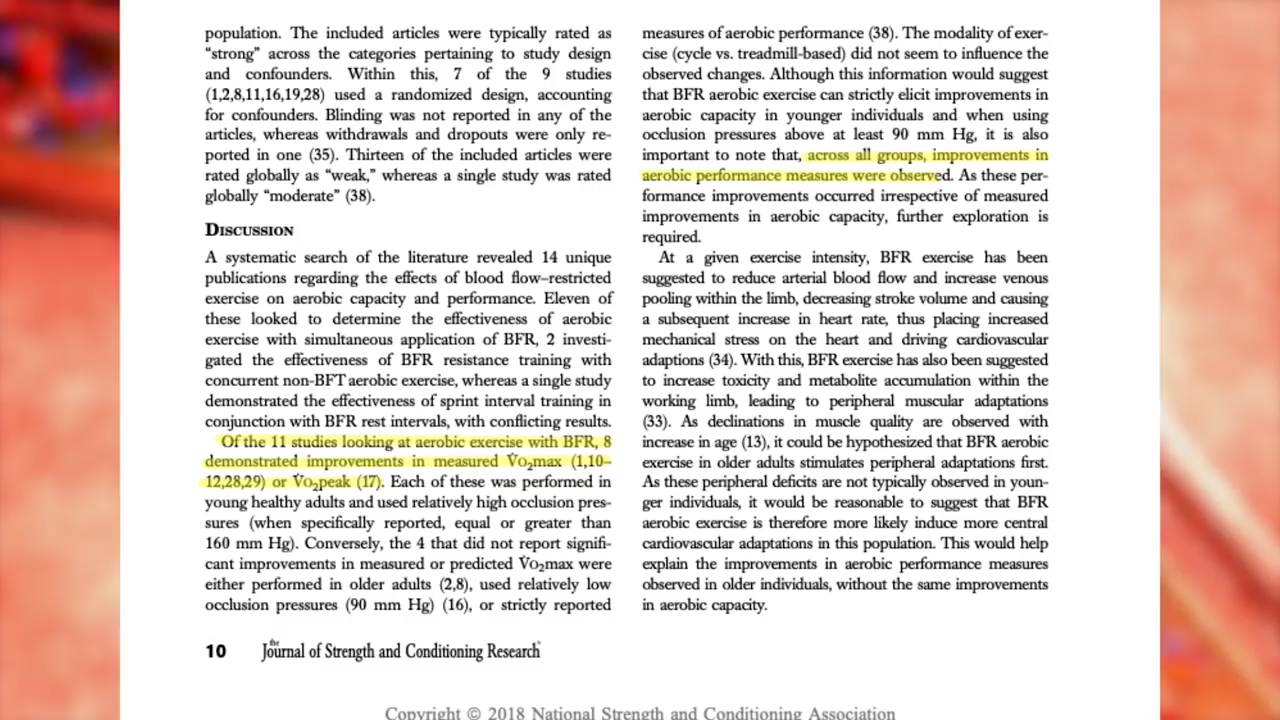 population. The included articles were typically rated as
“strong” across the categories pertaining to study design
and confounders. Within this, 7 of the 9 studies
(1,2,8,11,16,19,28) used a randomized design, accounting
for confounders. Blinding was not reported in any of the
articles, whereas withdrawals and dropouts were only re-
ported in one (35). Thirteen of the included articles were
rated globally as “weak,” whereas a single study was rated
globally “moderate” (38).
DISCUSSION
A systematic search of the literature revealed 14 unique
publications regarding the effects of blood flow–restricted
exercise on aerobic capacity and performance. Eleven of
these looked to determine the effectiveness of aerobic
exercise with simultaneous application of BFR, 2 investi-
gated the effectiveness of BFR resistance training with
concurrent non-BFT aerobic exercise, whereas a single study
demonstrated the effectiveness of sprint interval training in
conjunction with BFR rest intervals, with conflicting results.
Of the 11 studies looking at aerobic exercise with BFR, 8
demonstrated improvements in measured V̇O₂max (1,10–
12,28,29) or V̇O₂peak (17). Each of these was performed in
young healthy adults and used relatively high occlusion pres-
sures (when specifically reported, equal or greater than
160 mm Hg). Conversely, the 4 that did not report signifi-
cant improvements in measured or predicted V̇O₂max were
either performed in older adults (2,8), used relatively low
occlusion pressures (90 mm Hg) (16), or strictly reported
measures of aerobic performance (38). The modality of exer-
cise (cycle vs. treadmill-based) did not seem to influence the
observed changes. Although this information would suggest
that BFR aerobic exercise can strictly elicit improvements in
aerobic capacity in younger individuals and when using
occlusion pressures above at least 90 mm Hg, it is also
important to note that, across all groups, improvements in
aerobic performance measures were observed. As these per-
formance improvements occurred irrespective of measured
improvements in aerobic capacity, further exploration is
required.
At a given exercise intensity, BFR exercise has been
suggested to reduce arterial blood flow and increase venous
pooling within the limb, decreasing stroke volume and causing
a subsequent increase in heart rate, thus placing increased
mechanical stress on the heart and driving cardiovascular
adaptions (34). With this, BFR exercise has also been suggested
to increase toxicity and metabolite accumulation within the
working limb, leading to peripheral muscular adaptations
(33). As declinations in muscle quality are observed with
increase in age (13), it could be hypothesized that BFR aerobic
exercise in older adults stimulates peripheral adaptations first.
As these peripheral deficits are not typically observed in youn-
ger individuals, it would be reasonable to suggest that BFR
aerobic exercise is therefore more likely induce more central
cardiovascular adaptations in this population. This would help
explain the improvements in aerobic performance measures
observed in older individuals, without the same improvements
in aerobic capacity.
10 the Journal of Strength and Conditioning Research
Copyright © 2018 National Strength and Conditioning Association